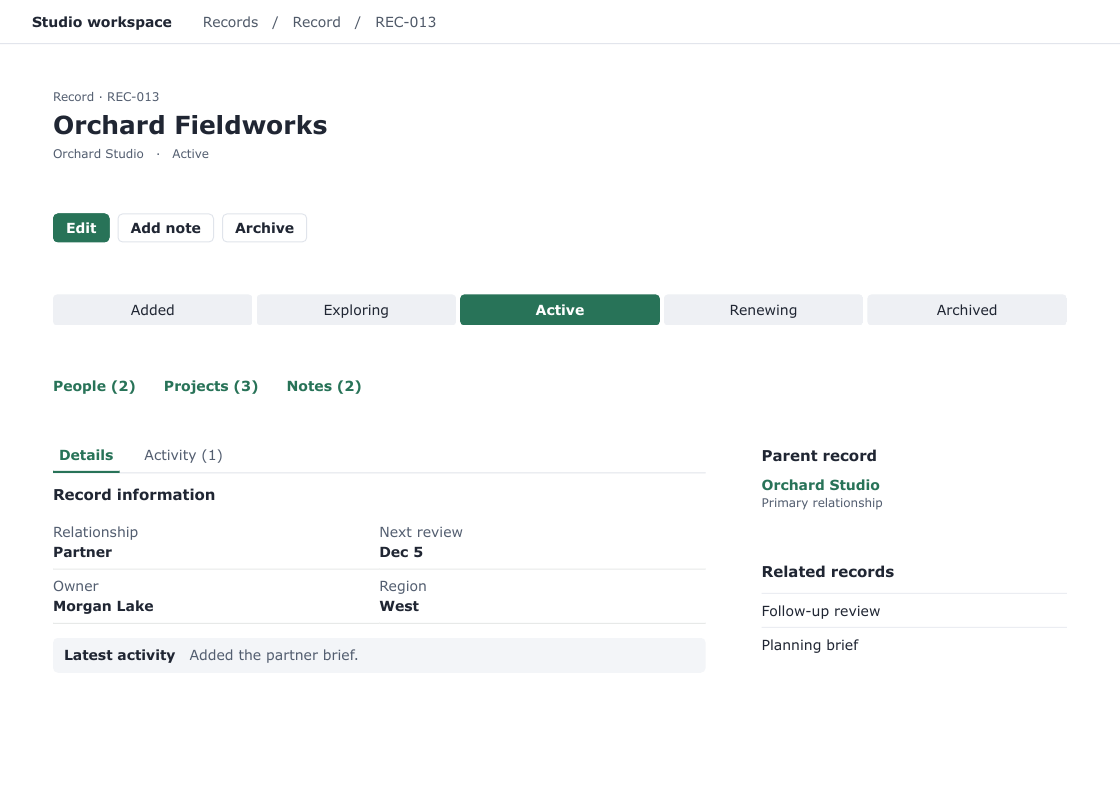 Studio workspace Records / Record / REC-013
Record · REC-013
Orchard Fieldworks
Orchard Studio · Active
Edit Add note Archive
Added Exploring Active Renewing Archived
People (2) Projects (3) Notes (2)
Details Activity (1)
Record information
Relationship Next review
Partner Dec 5
Owner Region
Morgan Lake West
Latest activity Added the partner brief.
Parent record
Orchard Studio
Primary relationship
Related records
Follow-up review
Planning brief